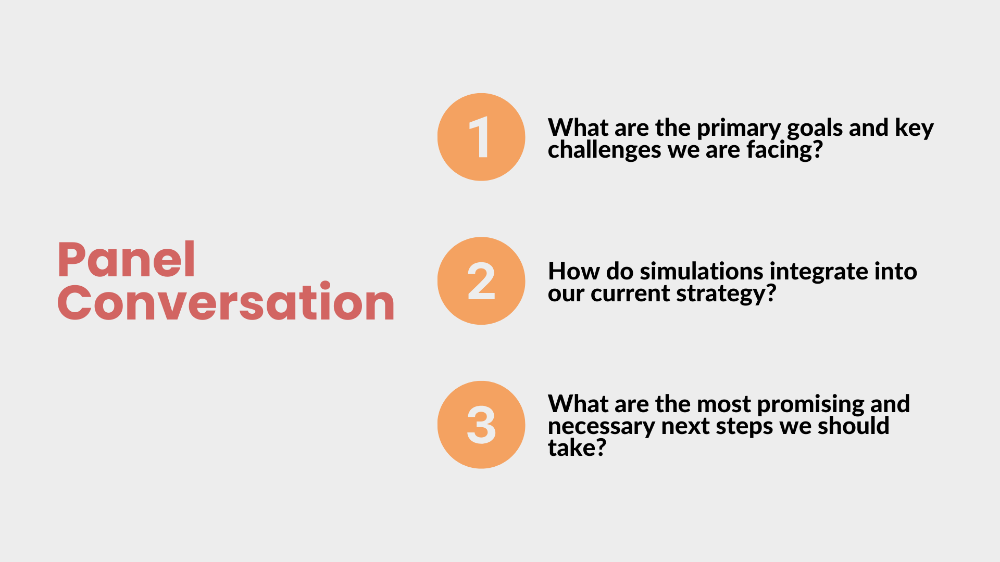 Panel
Conversation
1
What are the primary goals and key
challenges we are facing?
2
How do simulations integrate into
our current strategy?
3
What are the most promising and
necessary next steps we should
take?